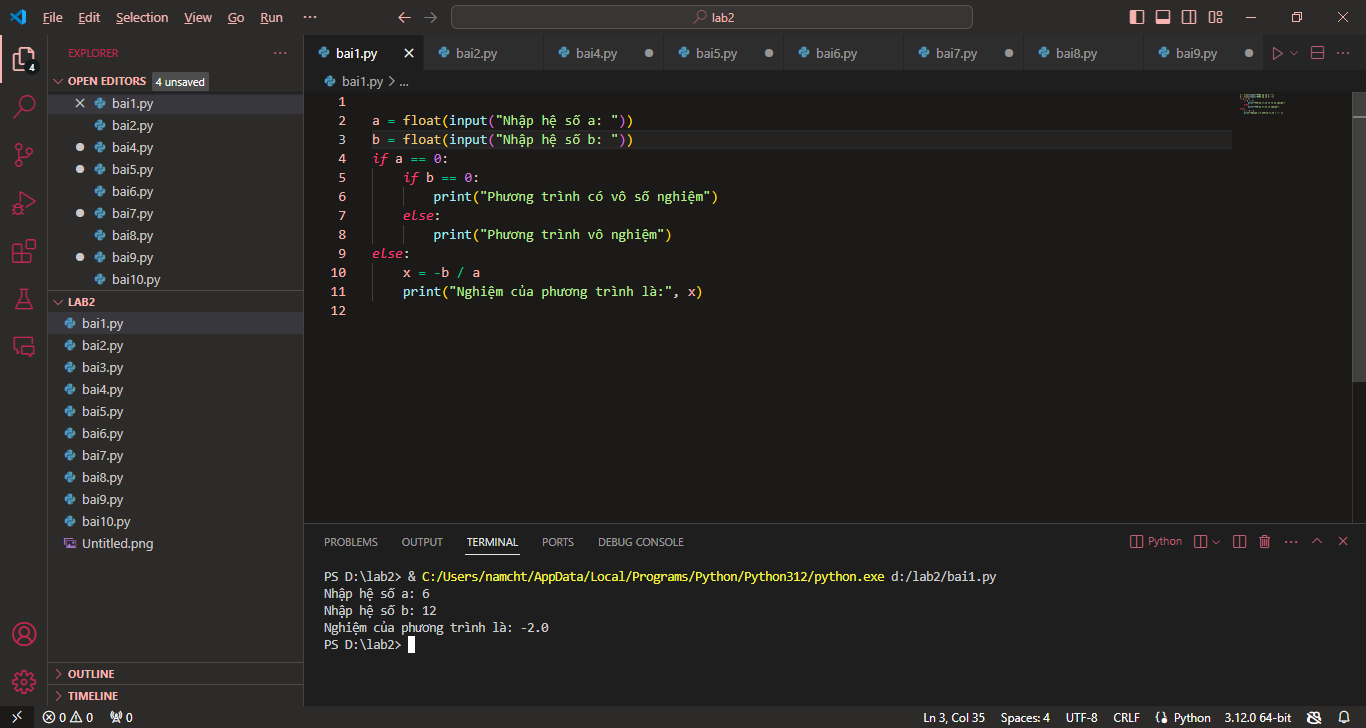 File Edit Selection View Go Run ··· lab2
EXPLORER ···
OPEN EDITORS 4 unsaved
bai1.py
bai2.py
bai4.py
bai5.py
bai6.py
bai7.py
bai8.py
bai9.py
bai10.py
LAB2
bai1.py
bai2.py
bai3.py
bai4.py
bai5.py
bai6.py
bai7.py
bai8.py
bai9.py
bai10.py
Untitled.png
OUTLINE
TIMELINE
4
bai1.py bai2.py bai4.py bai5.py bai6.py bai7.py bai8.py bai9.py
bai1.py > ...
1
2 a = float(input("Nhập hệ số a: "))
3 b = float(input("Nhập hệ số b: "))
4 if a == 0:
5 if b == 0:
6 print("Phương trình có vô số nghiệm")
7 else:
8 print("Phương trình vô nghiệm")
9 else:
10 x = -b / a
11 print("Nghiệm của phương trình là:", x)
12
PROBLEMS OUTPUT TERMINAL PORTS DEBUG CONSOLE Python
PS D:\lab2> & C:/Users/namcht/AppData/Local/Programs/Python/Python312/python.exe d:/lab2/bai1.py
Nhập hệ số a: 6
Nhập hệ số b: 12
Nghiệm của phương trình là: -2.0
PS D:\lab2>
0 0 0 Ln 3, Col 35 Spaces: 4 UTF-8 CRLF Python 3.12.0 64-bit